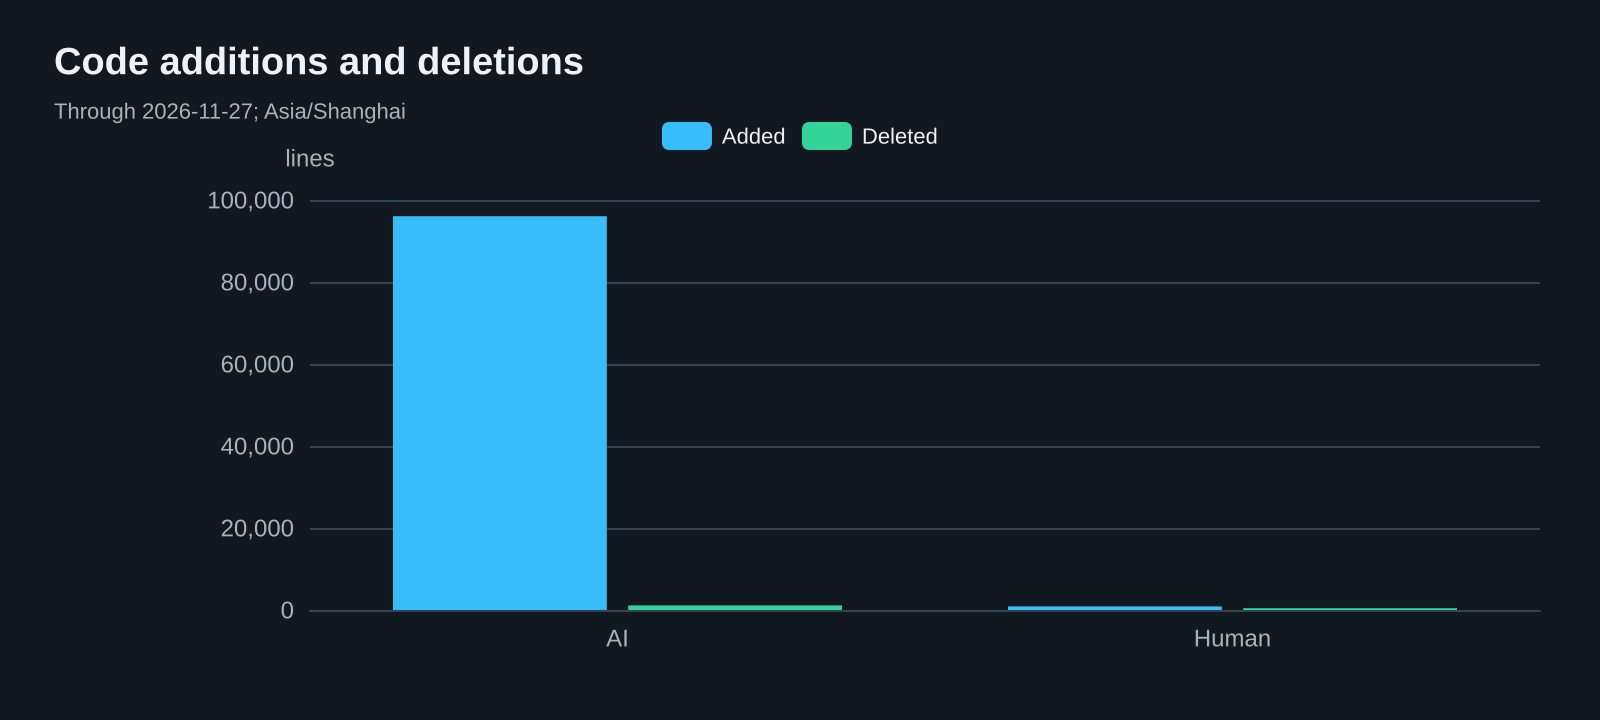 Code additions and deletions
Through 2026-11-27; Asia/Shanghai
Added Deleted
lines
100,000
80,000
60,000
40,000
20,000
0
AI Human